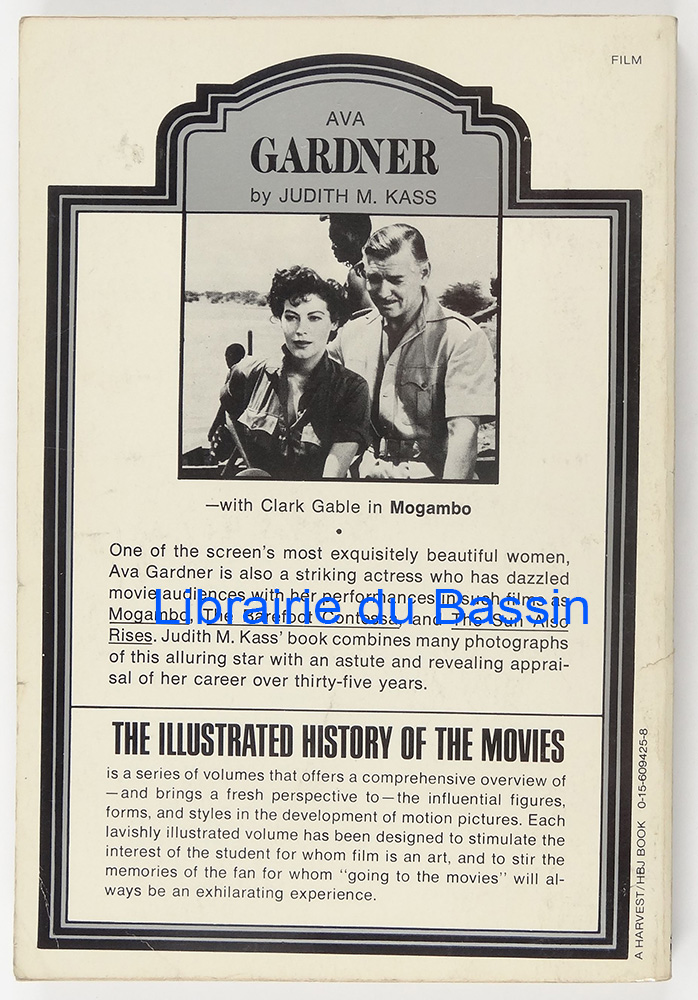 FILM
AVA
GARDNER
by JUDITH M. KASS
—with Clark Gable in Mogambo
•
One of the screen's most exquisitely beautiful women,
Ava Gardner is also a striking actress who has dazzled
movie audiences with her performances in such films as
Mogambo, The Barefoot Contessa, and The Sun Also
Librairie du Bassin
Rises. Judith M. Kass' book combines many photographs
of this alluring star with an astute and revealing apprai-
sal of her career over thirty-five years.
THE ILLUSTRATED HISTORY OF THE MOVIES
is a series of volumes that offers a comprehensive overview of
—and brings a fresh perspective to—the influential figures,
forms, and styles in the development of motion pictures. Each
lavishly illustrated volume has been designed to stimulate the
interest of the student for whom film is an art, and to stir the
memories of the fan for whom "going to the movies" will al-
ways be an exhilarating experience.
A HARVEST/HBJ BOOK 0-15-609425-8